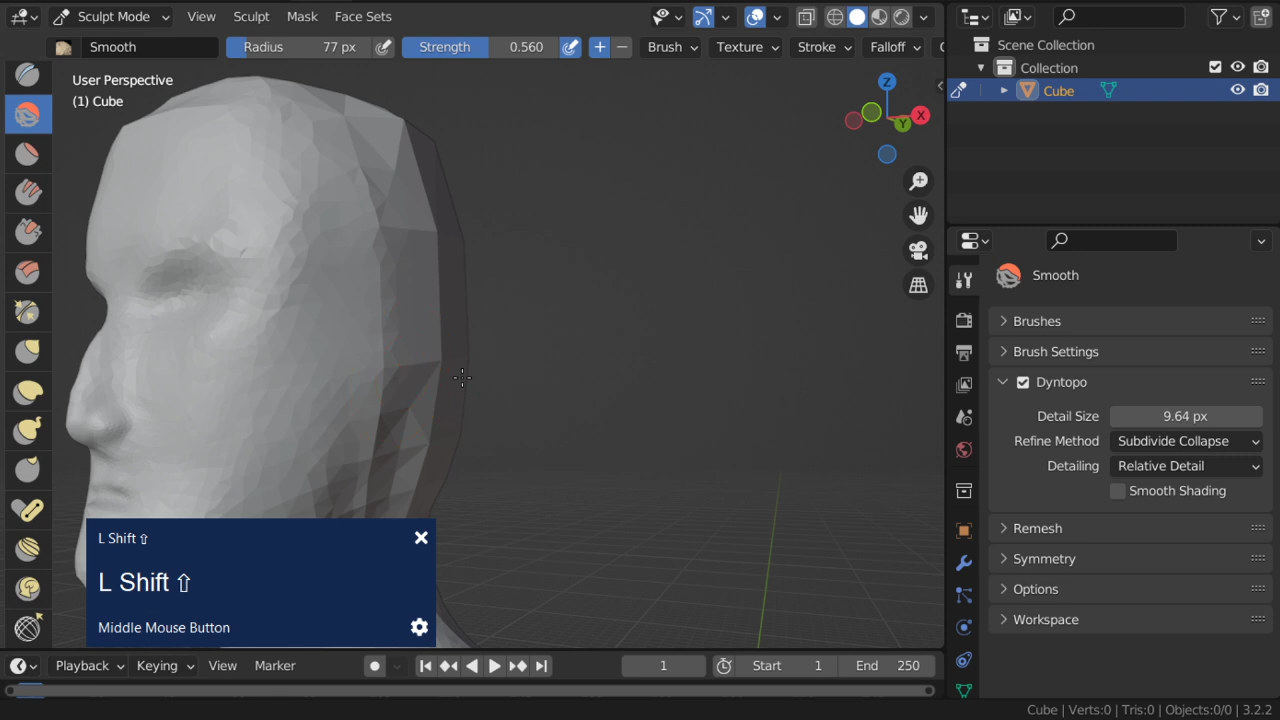 Sculpt Mode View Sculpt Mask Face Sets
Smooth Radius 77 px Strength 0.560 + − Brush Texture Stroke Falloff
User Perspective
(1) Cube
Z
X
Y
Scene Collection
Collection
Cube
Smooth
Brushes
Brush Settings
Dyntopo
Detail Size 9.64 px
Refine Method Subdivide Collapse
Detailing Relative Detail
Smooth Shading
Remesh
Symmetry
Options
Workspace
L Shift ⇧
L Shift ⇧
Middle Mouse Button
Playback Keying View Marker 1 Start 1 End 250
Cube | Verts:0 | Tris:0 | Objects:0/0 | 3.2.2